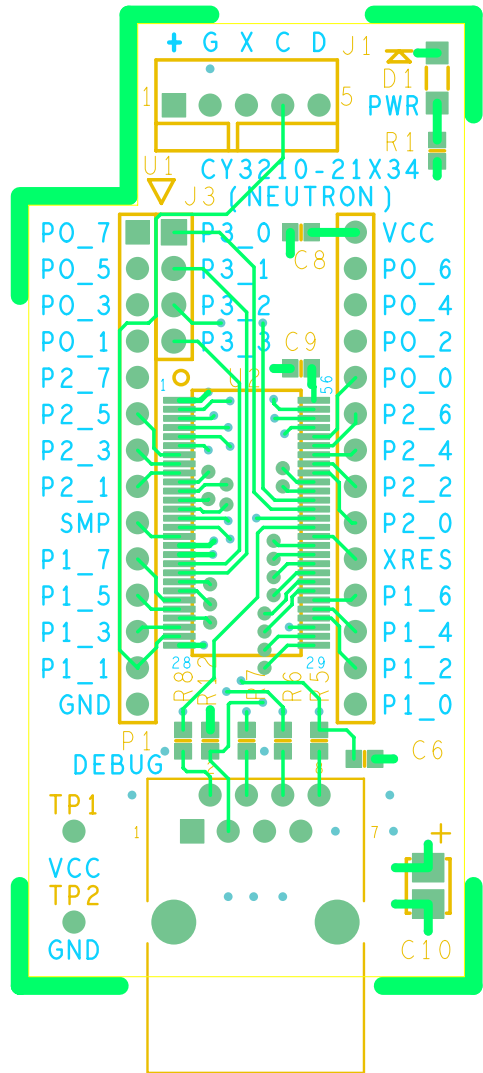 + G X C D J1
1 5
D1
PWR
R1
U1
CY3210-21X34
(NEUTRON)
J3
PO_7 P3_0 VCC
C8
PO_5 P3_1 PO_6
PO_3 P3_2 PO_4
PO_1 P3_3 PO_2
C9
P2_7 1 U2 56 PO_0
P2_5 P2_6
P2_3 P2_4
P2_1 P2_2
SMP P2_0
P1_7 XRES
P1_5 P1_6
P1_3 P1_4
28 29
P1_1 P1_2
R8 R12 R7 R6 R5
GND P1_0
P1
C6
DEBUG
TP1
1 7 +
VCC
TP2
GND
C10